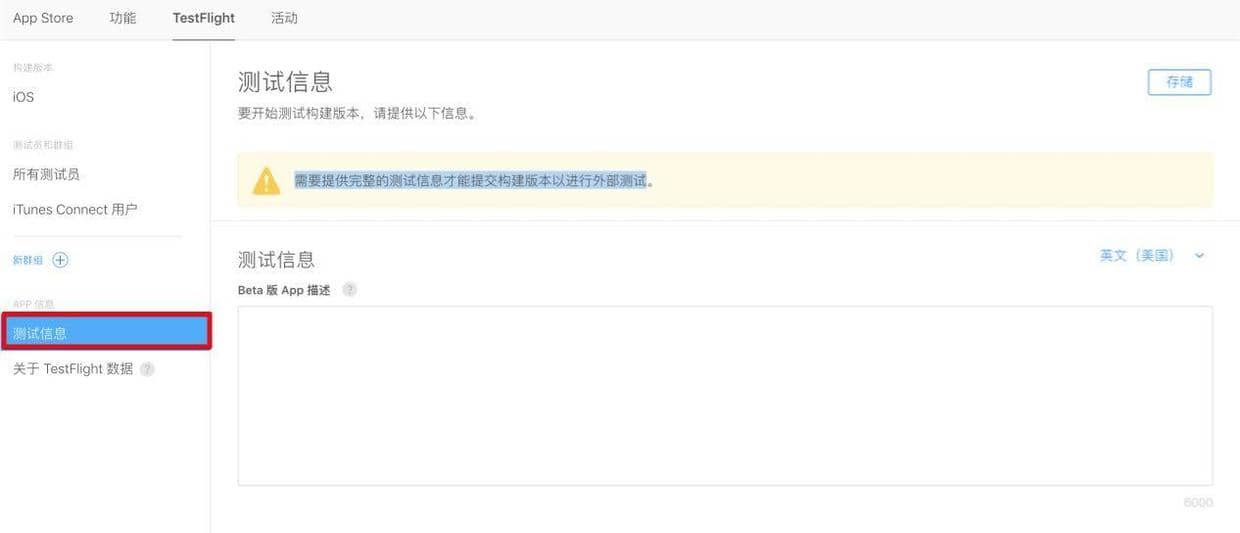 App Store 功能 TestFlight 活动
构建版本
iOS
测试员和群组
所有测试员
iTunes Connect 用户
新群组
APP 信息
测试信息
关于 TestFlight 数据 ?
测试信息
存储
要开始测试构建版本，请提供以下信息。
需要提供完整的测试信息才能提交构建版本以进行外部测试。
测试信息
英文（美国）
Beta 版 App 描述 ?
6000